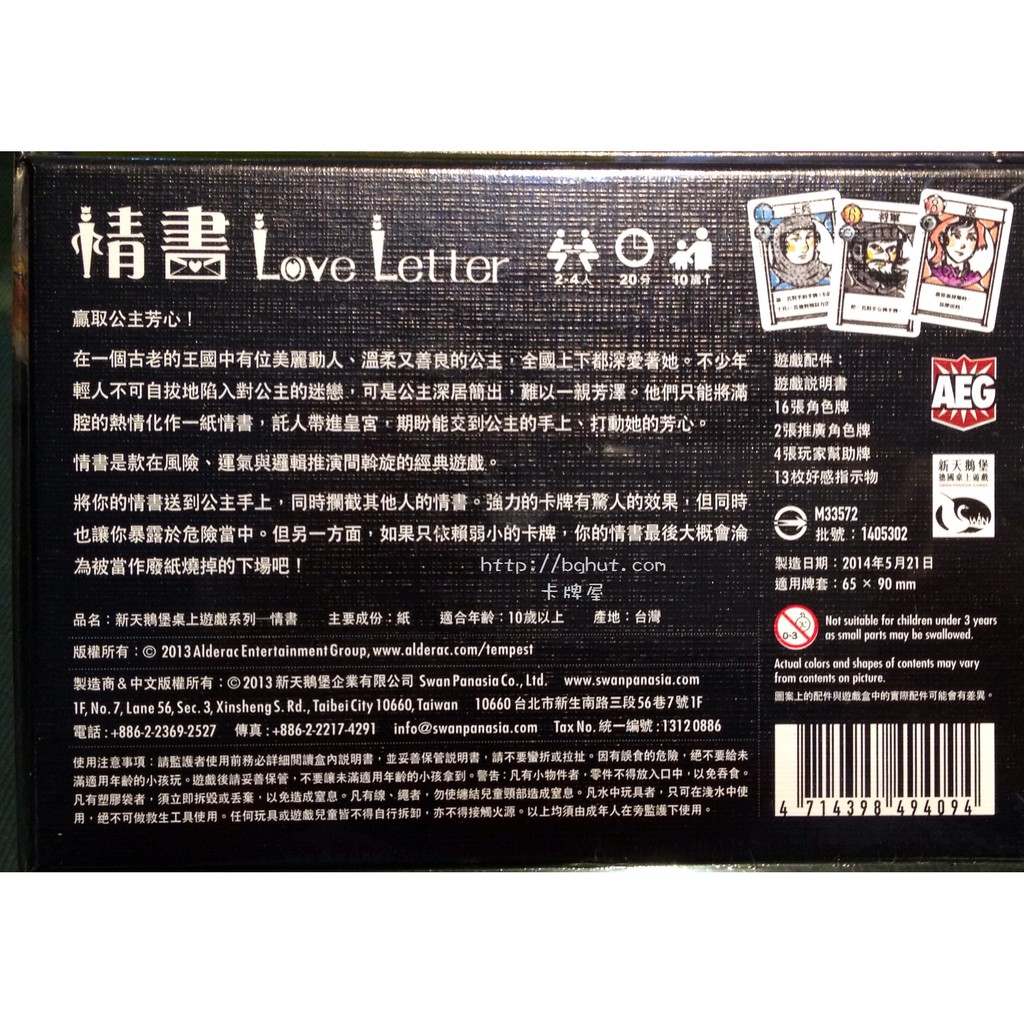 情書 Love Letter
2-4人 20分 10歲↑
贏取公主芳心！
在一個古老的王國中有位美麗動人、溫柔又善良的公主，全國上下都深愛著她。不少年
輕人不可自拔地陷入對公主的迷戀，可是公主深居簡出，難以一親芳澤。他們只能將滿
腔的熱情化作一紙情書，託人帶進皇宮，期盼能交到公主的手上、打動她的芳心。
情書是款在風險、運氣與邏輯推演間斡旋的經典遊戲。
將你的情書送到公主手上，同時攔截其他人的情書。強力的卡牌有驚人的效果，但同時
也讓你暴露於危險當中。但另一方面，如果只依賴弱小的卡牌，你的情書最後大概會淪
為被當作廢紙燒掉的下場吧！
http://bghut.com
卡牌屋
品名：新天鵝堡桌上遊戲系列—情書 主要成份：紙 適合年齡：10歲以上 產地：台灣
版權所有：© 2013 Alderac Entertainment Group, www.alderac.com/tempest
製造商＆中文版權所有：©2013 新天鵝堡企業有限公司 Swan Panasia Co., Ltd. www.swanpanasia.com
1F, No. 7, Lane 56, Sec. 3, Xinsheng S. Rd., Taibei City 10660, Taiwan 10660 台北市新生南路三段56巷7號1F
電話：+886-2-2369-2527 傳真：+886-2-2217-4291 info@swanpanasia.com Tax No. 統一編號：13120886
使用注意事項：請監護者使用前務必詳細閱讀盒內說明書，並妥善保管說明書，請不要彎折或拉扯。因有誤食的危險，絕不要給未
滿適用年齡的小孩玩。遊戲後請妥善保管，不要讓未滿適用年齡的小孩拿到。警告：凡有小物件者，零件不得放入口中，以免吞食。
凡有塑膠袋者，須立即拆毀或丟棄，以免造成窒息。凡有線、繩者，勿使纏結兒童頸部造成窒息。凡水中玩具者，只可在淺水中使
用，絕不可做救生工具使用。任何玩具或遊戲兒童皆不得自行拆卸，亦不得接觸火源。以上均須由成年人在旁監護下使用。
1
6 將軍
8
遊戲配件：
遊戲說明書
16張角色牌
2張推廣角色牌
4張玩家幫助牌
13枚好感指示物
AEG
新天鵝堡
德國桌上遊戲
SWAN
M33572
批號：1405302
製造日期：2014年5月21日
適用牌套：65 × 90 mm
0-3
Not suitable for children under 3 years
as small parts may be swallowed.
Actual colors and shapes of contents may vary
from contents on picture.
圖案上的配件與遊戲盒中的實際配件可能會有差異。
4 714398 494094